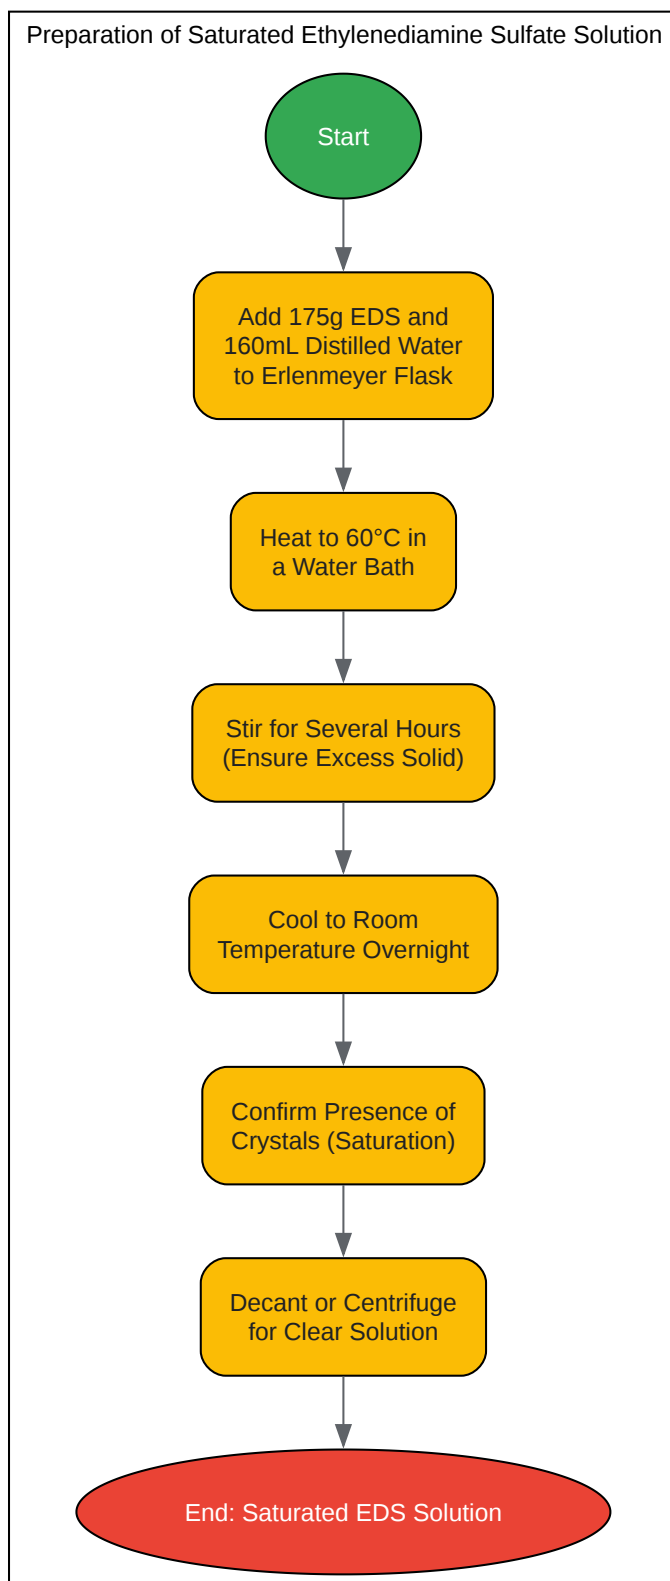 Preparation of Saturated Ethylenediamine Sulfate Solution
Start
Add 175g EDS and
160mL Distilled Water
to Erlenmeyer Flask
Heat to 60°C in
a Water Bath
Stir for Several Hours
(Ensure Excess Solid)
Cool to Room
Temperature Overnight
Confirm Presence of
Crystals (Saturation)
Decant or Centrifuge
for Clear Solution
End: Saturated EDS Solution